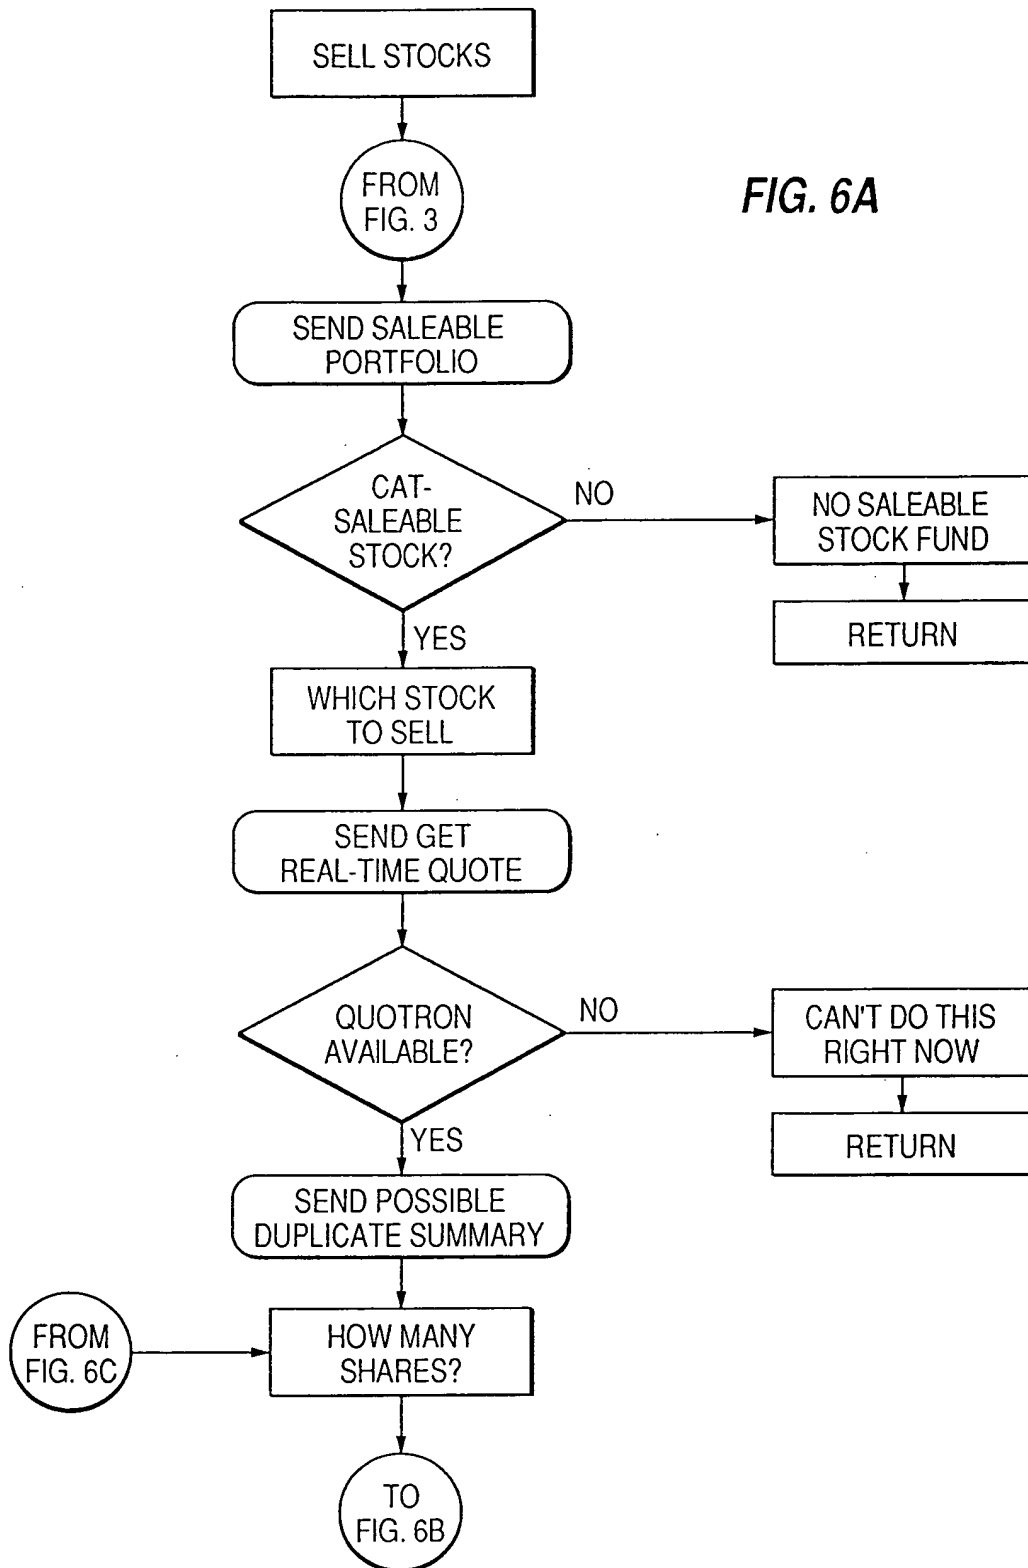 SELL STOCKS
FROM
FIG. 3
FIG. 6A
SEND SALEABLE
PORTFOLIO
CAT-
SALEABLE
STOCK?
NO
NO SALEABLE
STOCK FUND
RETURN
YES
WHICH STOCK
TO SELL
SEND GET
REAL-TIME QUOTE
QUOTRON
AVAILABLE?
NO
CAN'T DO THIS
RIGHT NOW
RETURN
YES
SEND POSSIBLE
DUPLICATE SUMMARY
FROM
FIG. 6C
HOW MANY
SHARES?
TO
FIG. 6B